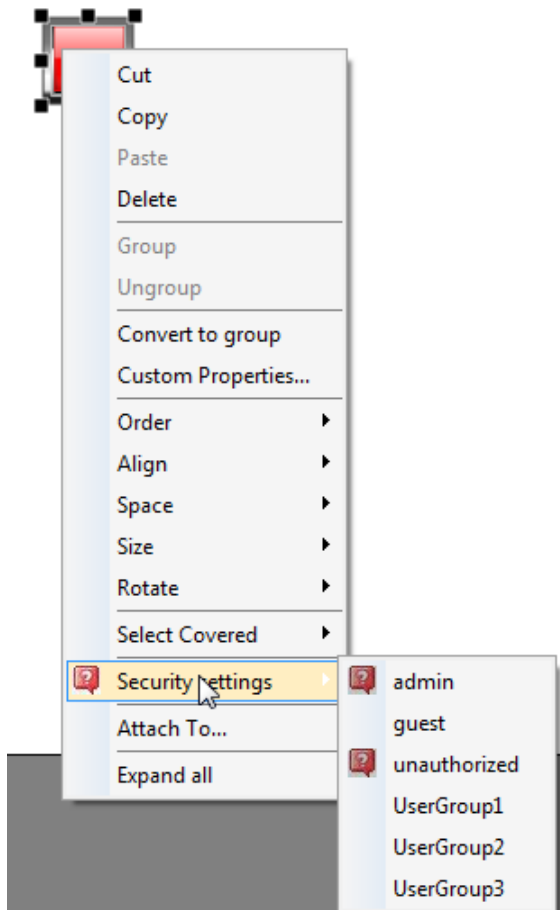 Cut
Copy
Paste
Delete
Group
Ungroup
Convert to group
Custom Properties...
Order
Align
Space
Size
Rotate
Select Covered
Security settings
Attach To...
Expand all
admin
guest
unauthorized
UserGroup1
UserGroup2
UserGroup3